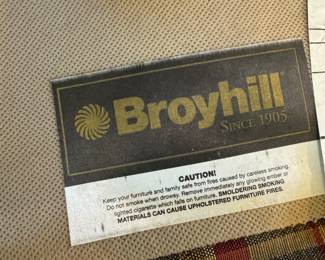 Broyhill
SINCE 1905
CAUTION!
Keep your furniture and family safe from fires caused by careless smoking.
Do not smoke when drowsy. Remove immediately any glowing ember or
lighted cigarette which falls on furniture. SMOLDERING SMOKING
MATERIALS CAN CAUSE UPHOLSTERED FURNITURE FIRES.